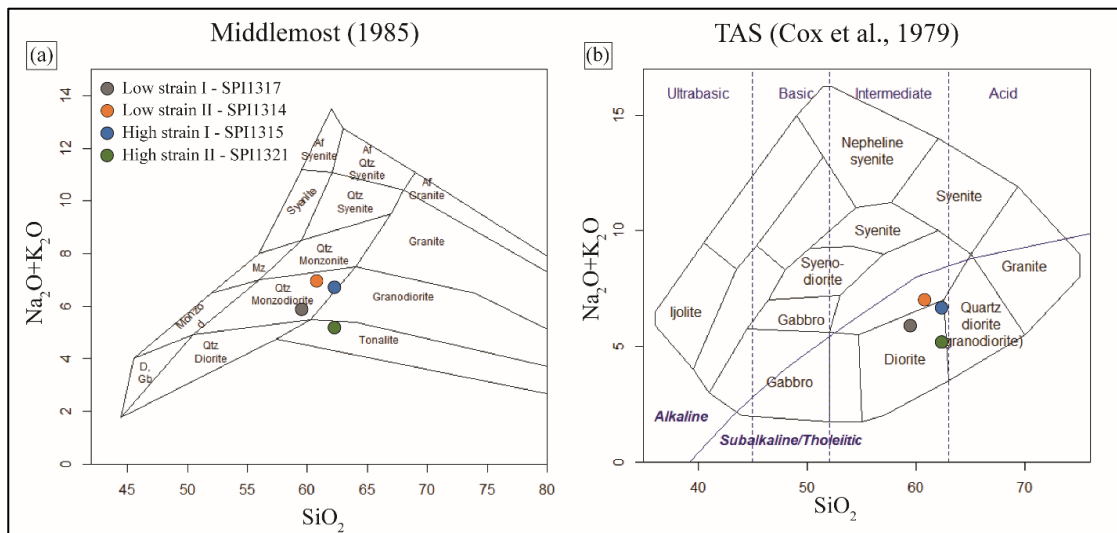 Middlemost (1985)
(a)
Low strain I - SPI1317
Low strain II - SPI1314
High strain I - SPI1315
High strain II - SPI1321
Na₂O+K₂O
14
12
10
8
6
4
2
0
Af
Syenite
Af
Qtz
Syenite
Af
Granite
Syenite
Qtz
Syenite
Granite
Qtz
Monzonite
Mz
Qtz
Monzodiorite
Granodiorite
Monzo
d
Tonalite
Qtz
Diorite
D,
Gb
45
50
55
60
65
70
75
80
SiO₂
TAS (Cox et al., 1979)
(b)
Ultrabasic
Basic
Intermediate
Acid
Na₂O+K₂O
15
10
5
0
Nepheline
syenite
Syenite
Syenite
Syeno-
diorite
Granite
Ijolite
Gabbro
Quartz
diorite
(granodiorite)
Diorite
Gabbro
Alkaline
Subalkaline/Tholeiitic
40
50
60
70
SiO₂